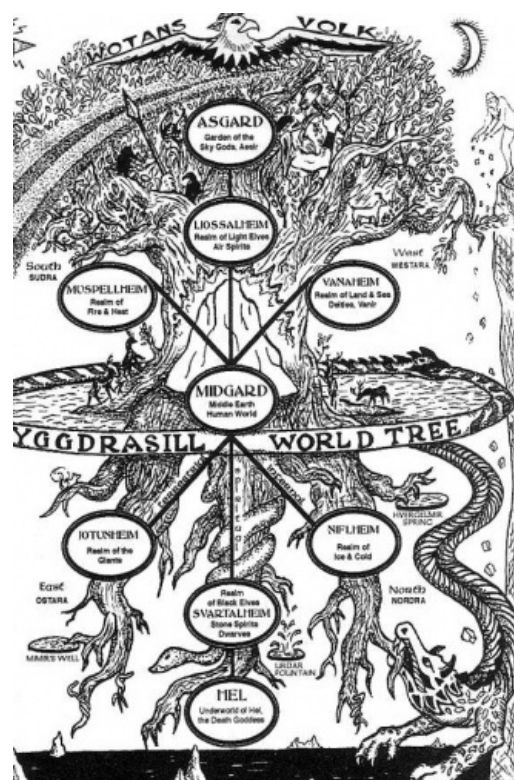 WOTANS VOLK
ASGARD
Garden of the
Sky Gods, Aesir
LIOSSALHEIM
Realm of Light Elves
Air Spirits
South
SUDRA
West
WESTARA
MOSPELLHEIM
Realm of
Fire & Heat
VANAHEIM
Realm of Land & Sea
Deities, Vanir
MIDGARD
Middle Earth
Human World
YGGDRASILL WORLD TREE
HVERGELMIR
SPRING
JOTUNHEIM
Realm of the
Giants
NIFLHEIM
Realm of
Ice & Cold
East
OSTARA
North
NORDRA
Realm
of Black Elves
SVARTALHEIM
Stone Spirits
Dwarves
MIMIR'S WELL
URDAR
FOUNTAIN
HEL
Underworld of Hel,
the Death Goddess